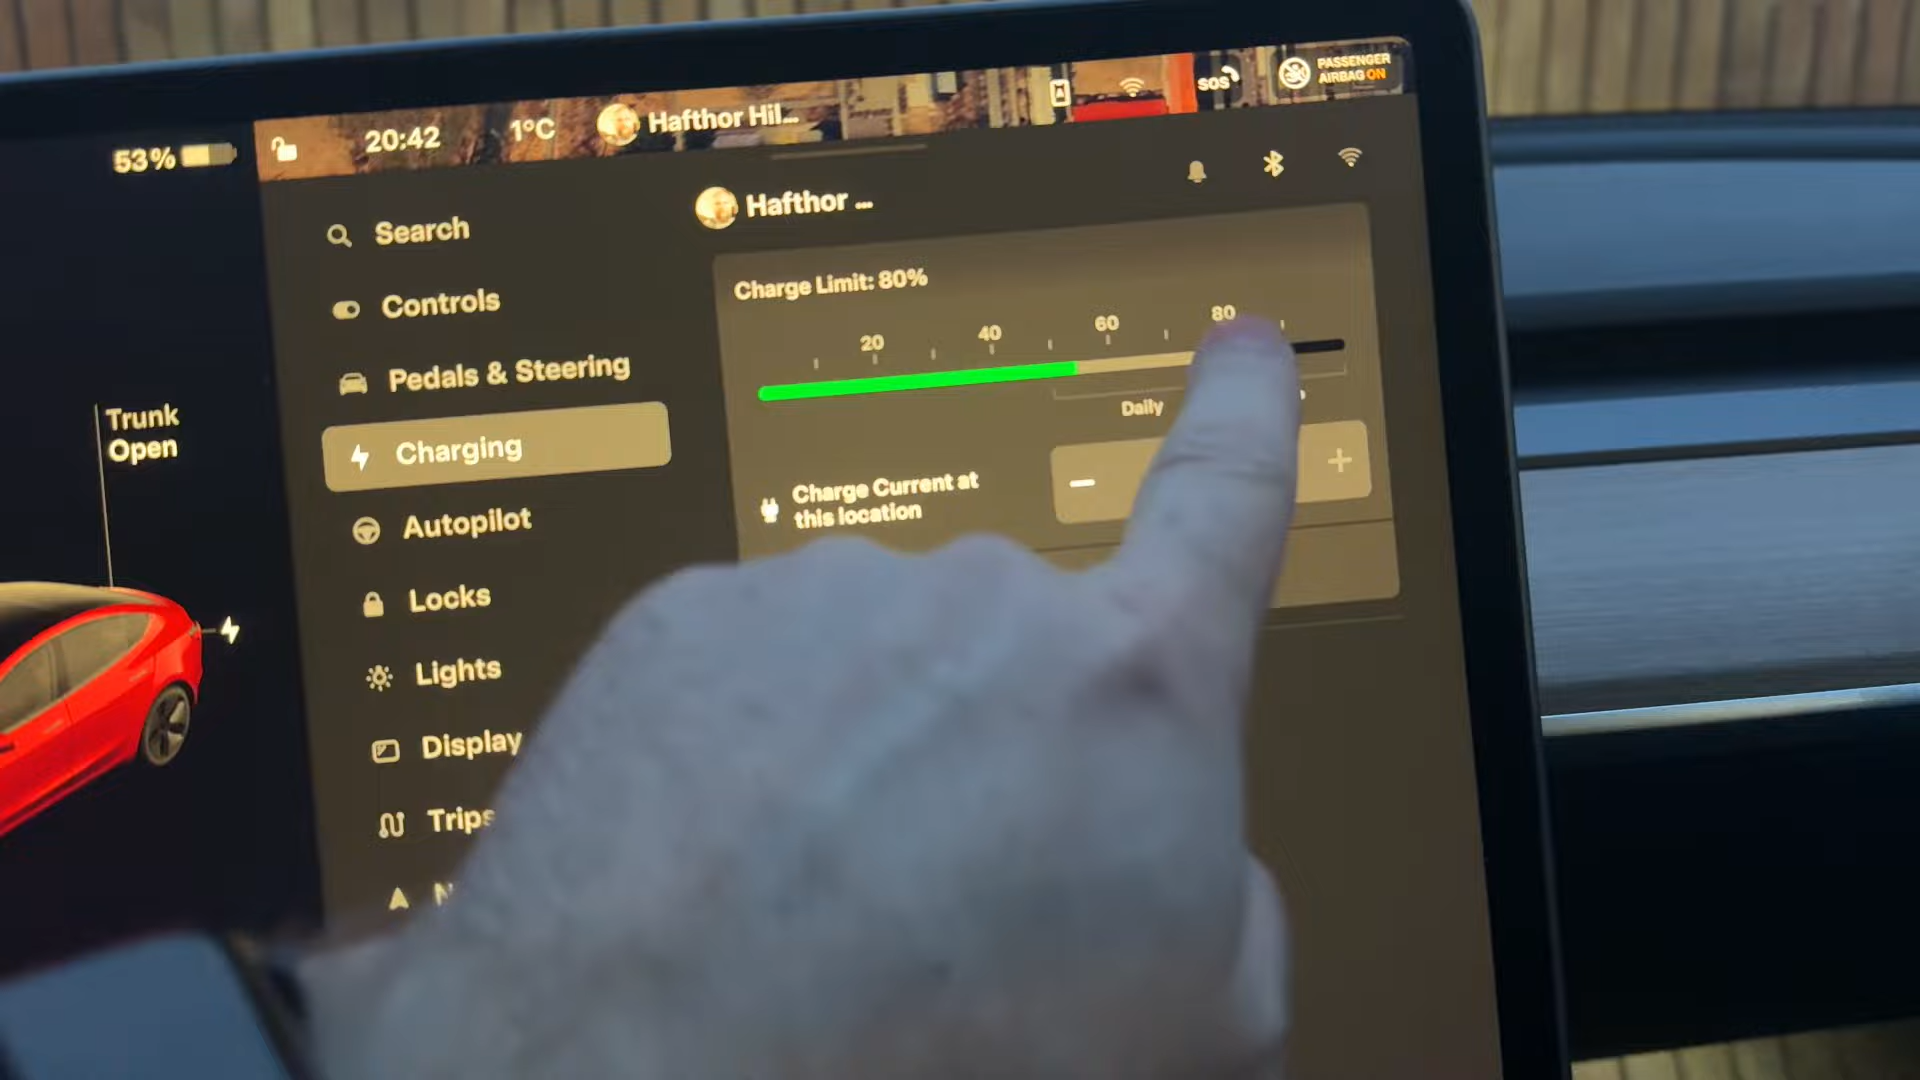 53%
20:42
1°C
Hafthor Hil...
SOS
PASSENGER
AIRBAG ON
Search
Hafthor ...
Controls
Charge Limit: 80%
20
40
60
80
Pedals & Steering
Daily
Trunk
Open
Charging
Charge Current at
this location
Autopilot
Locks
Lights
Display
Trips
N